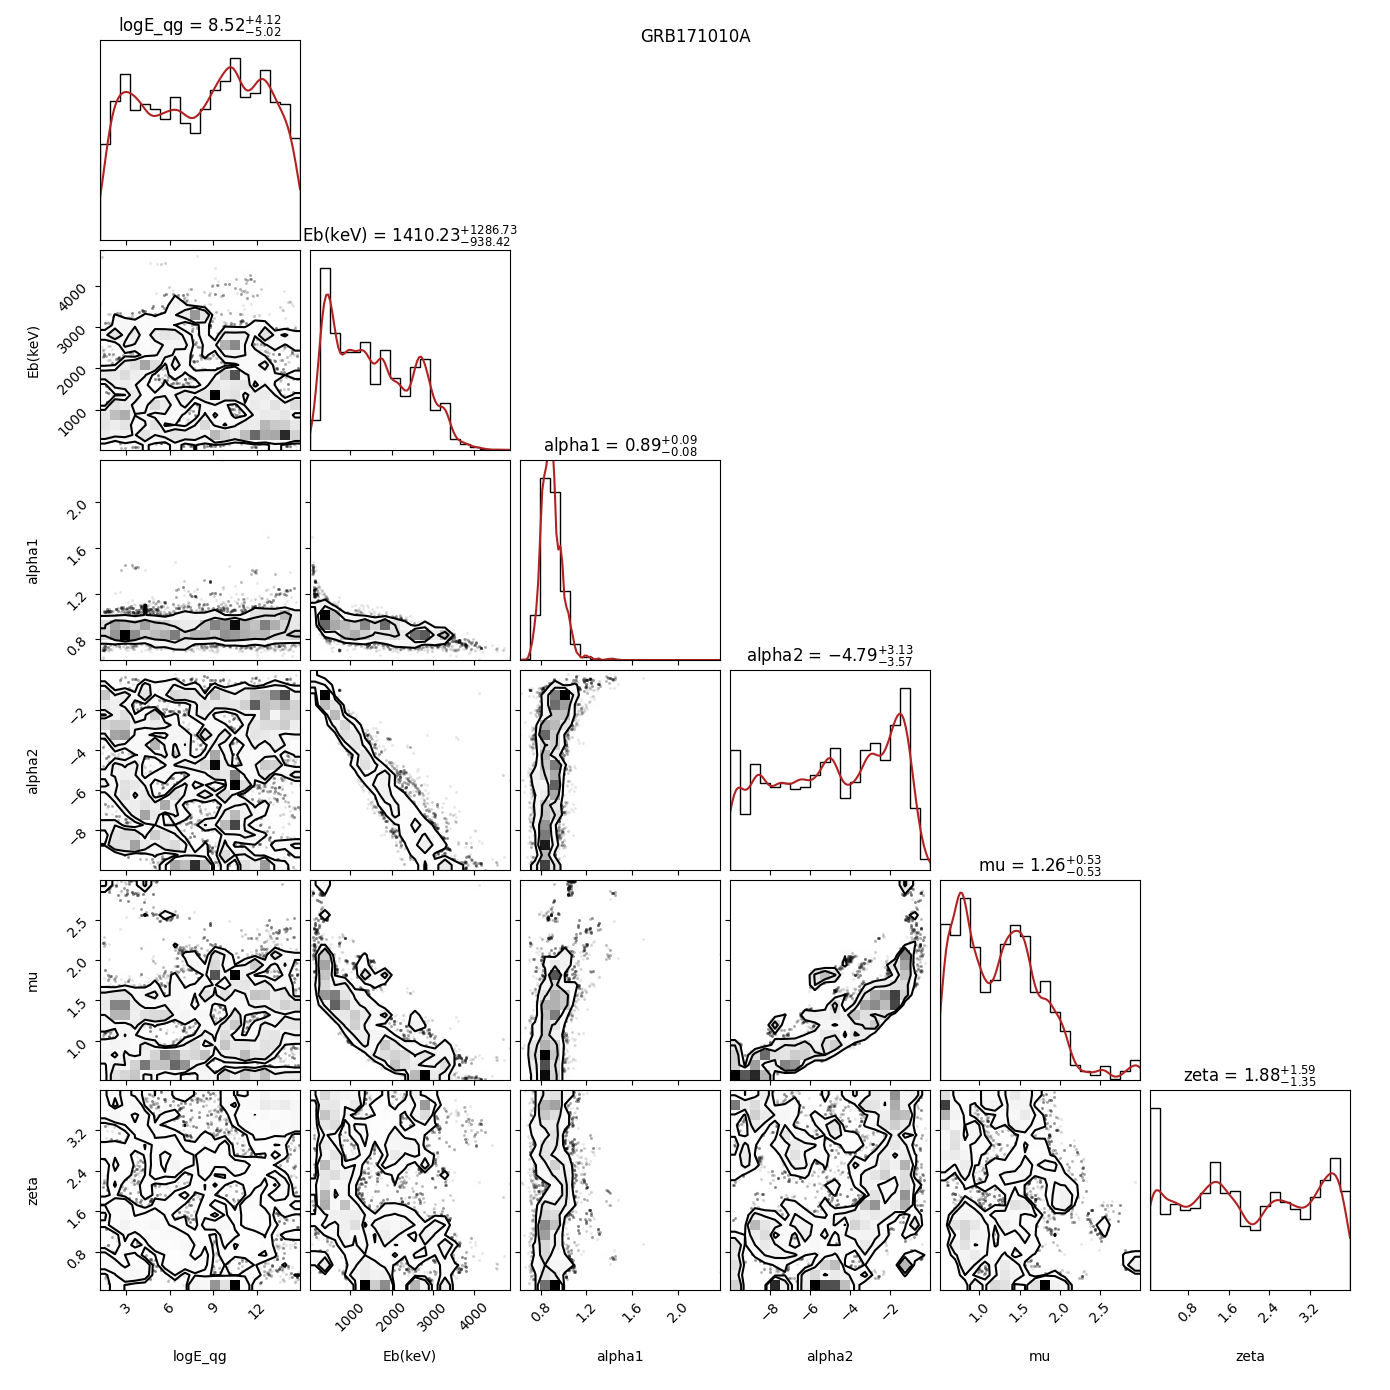 GRB171010A
logE_qg = 8.52 +4.12 −5.02
Eb(keV) = 1410.23 +1286.73 −938.42
4000
3000
2000
1000
Eb(keV)
alpha1 = 0.89 +0.09 −0.08
2.0
1.6
1.2
0.8
alpha1
alpha2 = −4.79 +3.13 −3.57
−2
−4
−6
−8
alpha2
mu = 1.26 +0.53 −0.53
2.5
2.0
1.5
1.0
mu
zeta = 1.88 +1.59 −1.35
3.2
2.4
1.6
0.8
zeta
3 6 9 12
1000 2000 3000 4000
0.8 1.2 1.6 2.0
−8 −6 −4 −2
1.0 1.5 2.0 2.5
0.8 1.6 2.4 3.2
logE_qg
Eb(keV)
alpha1
alpha2
mu
zeta